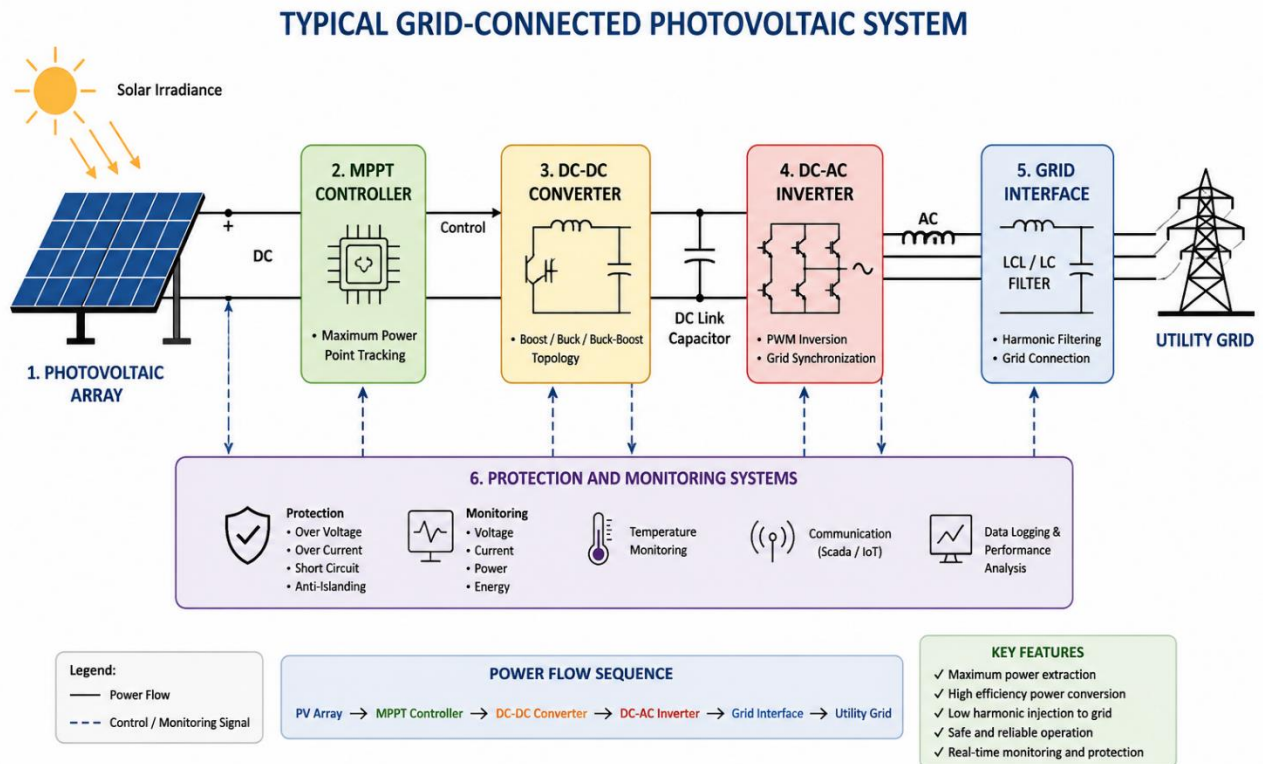 TYPICAL GRID-CONNECTED PHOTOVOLTAIC SYSTEM
Solar Irradiance
+
DC
1. PHOTOVOLTAIC
ARRAY
2. MPPT
CONTROLLER
• Maximum Power
Point Tracking
Control
3. DC-DC
CONVERTER
• Boost / Buck / Buck-Boost
Topology
DC Link
Capacitor
4. DC-AC
INVERTER
• PWM Inversion
• Grid Synchronization
AC
5. GRID
INTERFACE
LCL / LC
FILTER
• Harmonic Filtering
• Grid Connection
UTILITY GRID
6. PROTECTION AND MONITORING SYSTEMS
Protection
• Over Voltage
• Over Current
• Short Circuit
• Anti-Islanding
Monitoring
• Voltage
• Current
• Power
• Energy
Temperature
Monitoring
Communication
(Scada / IoT)
Data Logging &
Performance
Analysis
Legend:
Power Flow
Control / Monitoring Signal
POWER FLOW SEQUENCE
PV Array → MPPT Controller → DC-DC Converter → DC-AC Inverter → Grid Interface → Utility Grid
KEY FEATURES
✓ Maximum power extraction
✓ High efficiency power conversion
✓ Low harmonic injection to grid
✓ Safe and reliable operation
✓ Real-time monitoring and protection